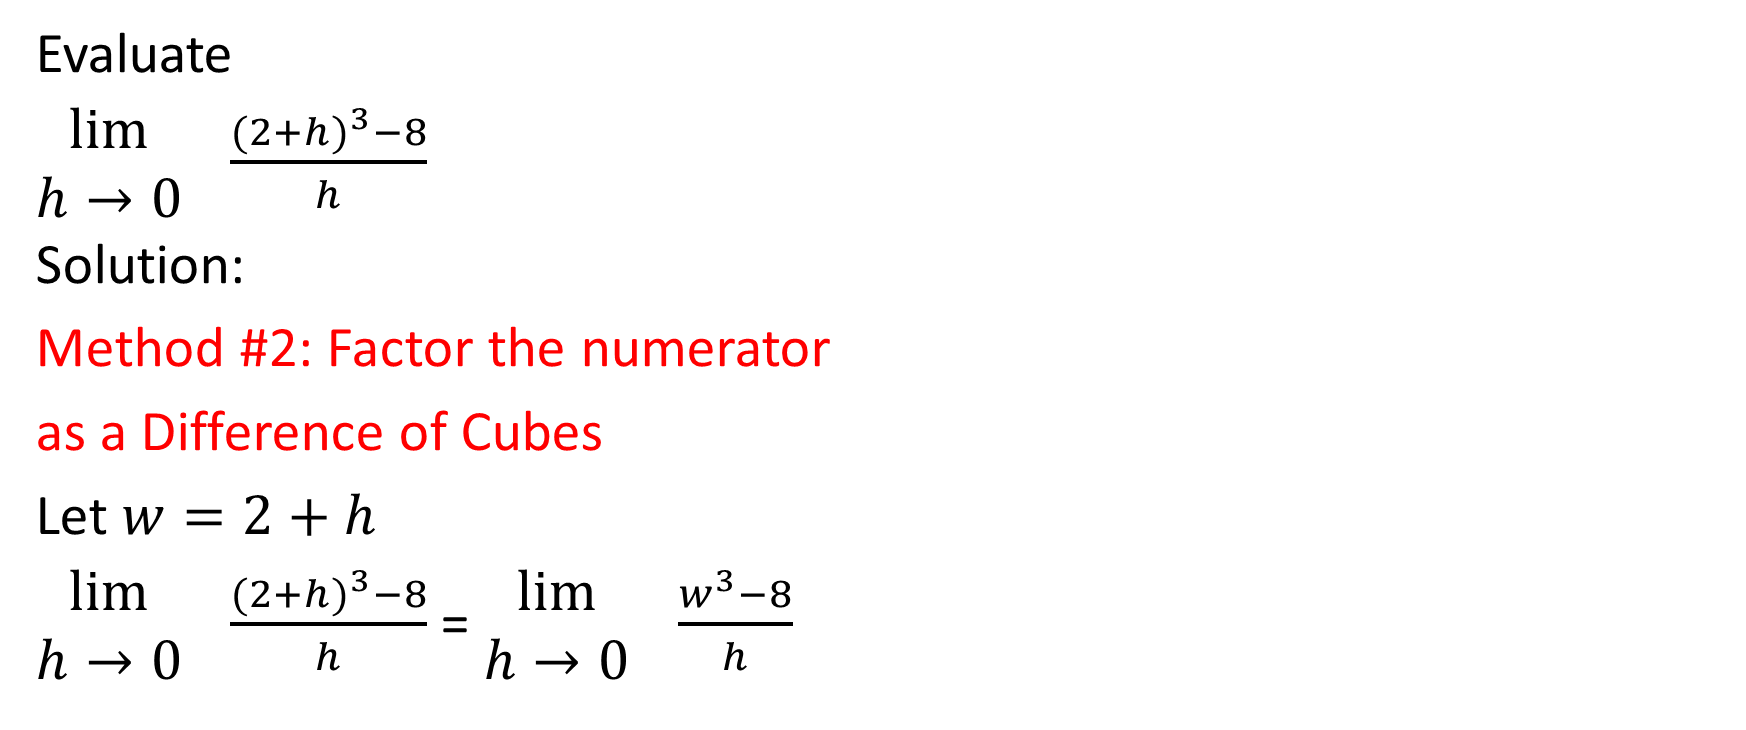 Evaluate
lim (2+h)³−8
h → 0 h
Solution:
Method #2: Factor the numerator
as a Difference of Cubes
Let w = 2 + h
lim (2+h)³−8 = lim w³−8
h → 0 h h → 0 h